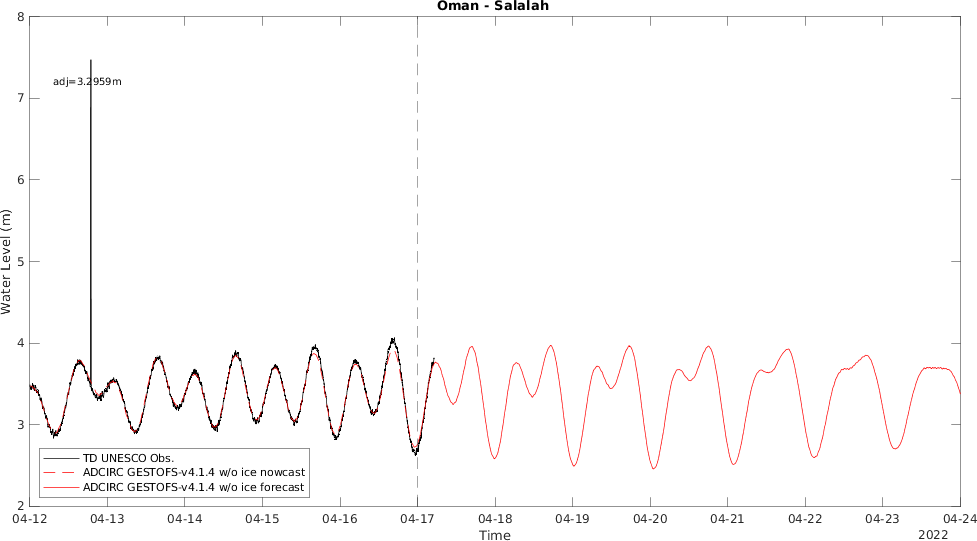 Oman - Salalah
8
7
6
5
4
3
2
Water Level (m)
adj=3.2959m
TD UNESCO Obs.
ADCIRC GESTOFS-v4.1.4 w/o ice nowcast
ADCIRC GESTOFS-v4.1.4 w/o ice forecast
04-12 04-13 04-14 04-15 04-16 04-17 04-18 04-19 04-20 04-21 04-22 04-23 04-24
Time
2022